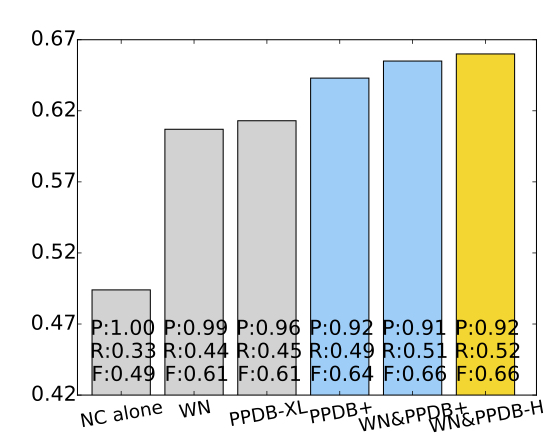 0.67
0.62
0.57
0.52
0.47
0.42
P:1.00 P:0.99 P:0.96 P:0.92 P:0.91 P:0.92
R:0.33 R:0.44 R:0.45 R:0.49 R:0.51 R:0.52
F:0.49 F:0.61 F:0.61 F:0.64 F:0.66 F:0.66
NC alone WN PPDB-XL PPDB+ WN&PPDB+ WN&PPDB-H